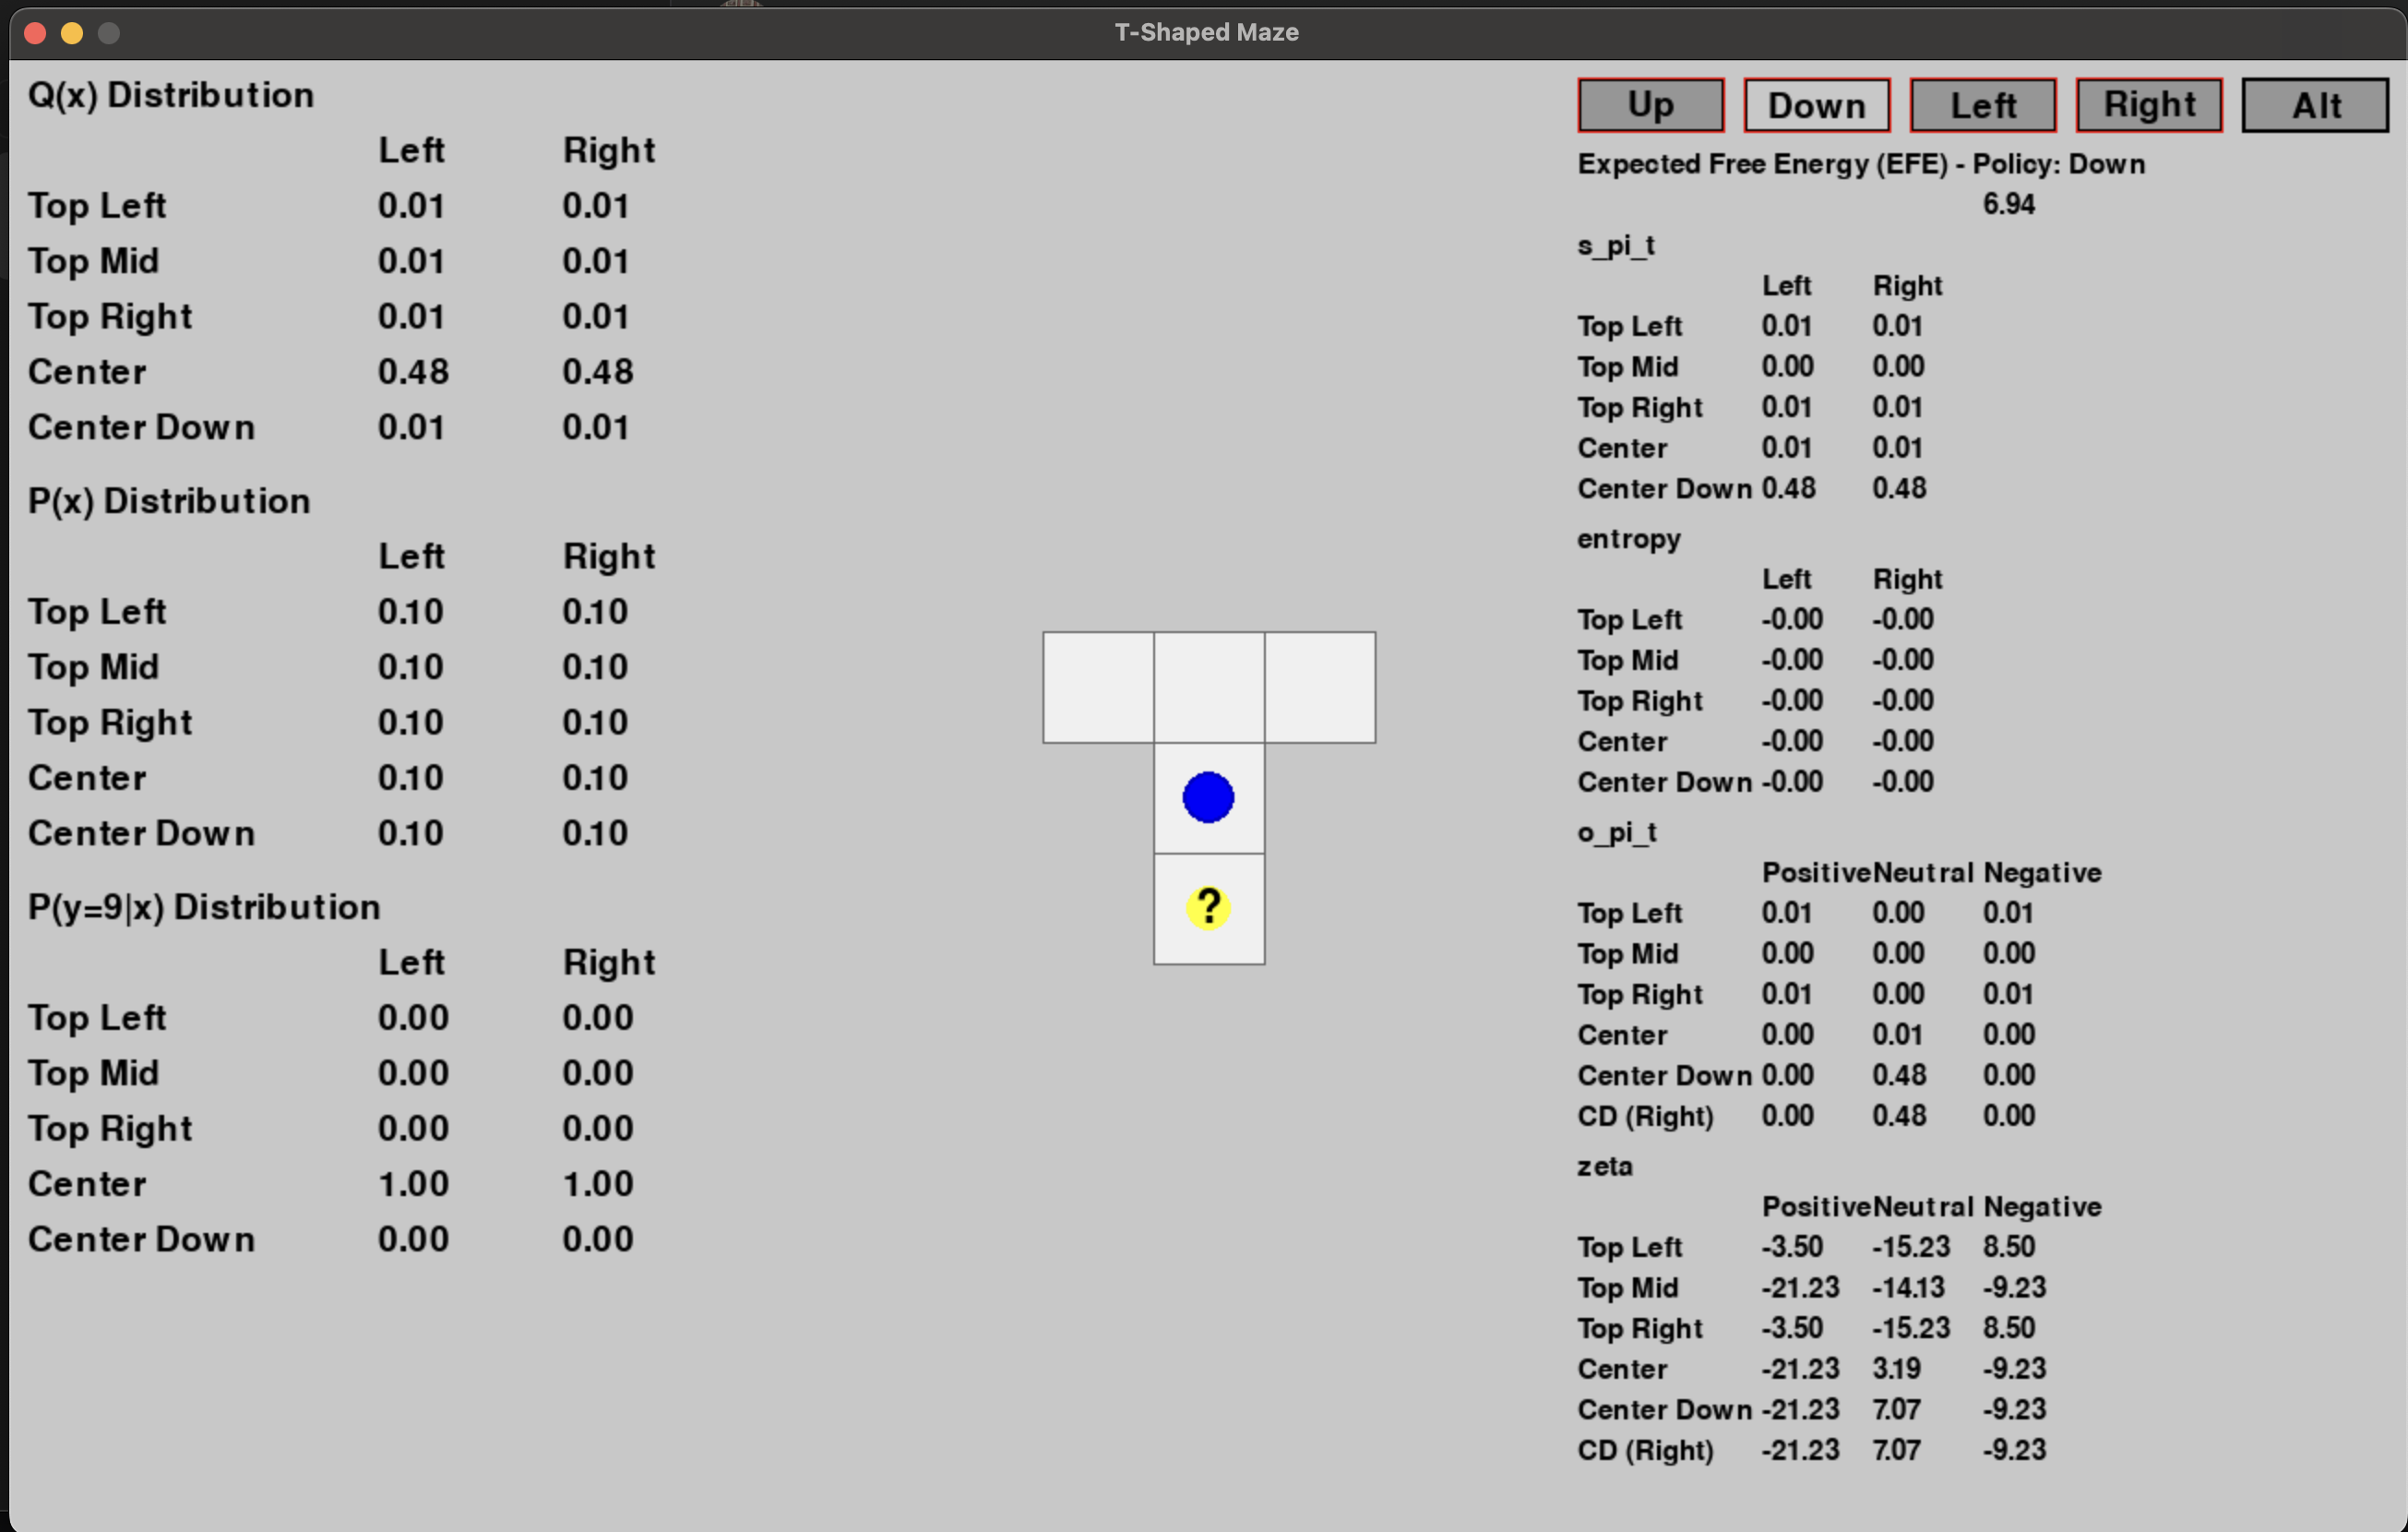 T-Shaped Maze
Q(x) Distribution
Left Right
Top Left 0.01 0.01
Top Mid 0.01 0.01
Top Right 0.01 0.01
Center 0.48 0.48
Center Down 0.01 0.01
P(x) Distribution
Left Right
Top Left 0.10 0.10
Top Mid 0.10 0.10
Top Right 0.10 0.10
Center 0.10 0.10
Center Down 0.10 0.10
P(y=9|x) Distribution
Left Right
Top Left 0.00 0.00
Top Mid 0.00 0.00
Top Right 0.00 0.00
Center 1.00 1.00
Center Down 0.00 0.00
?
Up Down Left Right Alt
Expected Free Energy (EFE) - Policy: Down
6.94
s_pi_t
Left Right
Top Left 0.01 0.01
Top Mid 0.00 0.00
Top Right 0.01 0.01
Center 0.01 0.01
Center Down 0.48 0.48
entropy
Left Right
Top Left -0.00 -0.00
Top Mid -0.00 -0.00
Top Right -0.00 -0.00
Center -0.00 -0.00
Center Down -0.00 -0.00
o_pi_t
Positive Neutral Negative
Top Left 0.01 0.00 0.01
Top Mid 0.00 0.00 0.00
Top Right 0.01 0.00 0.01
Center 0.00 0.01 0.00
Center Down 0.00 0.48 0.00
CD (Right) 0.00 0.48 0.00
zeta
Positive Neutral Negative
Top Left -3.50 -15.23 8.50
Top Mid -21.23 -14.13 -9.23
Top Right -3.50 -15.23 8.50
Center -21.23 3.19 -9.23
Center Down -21.23 7.07 -9.23
CD (Right) -21.23 7.07 -9.23